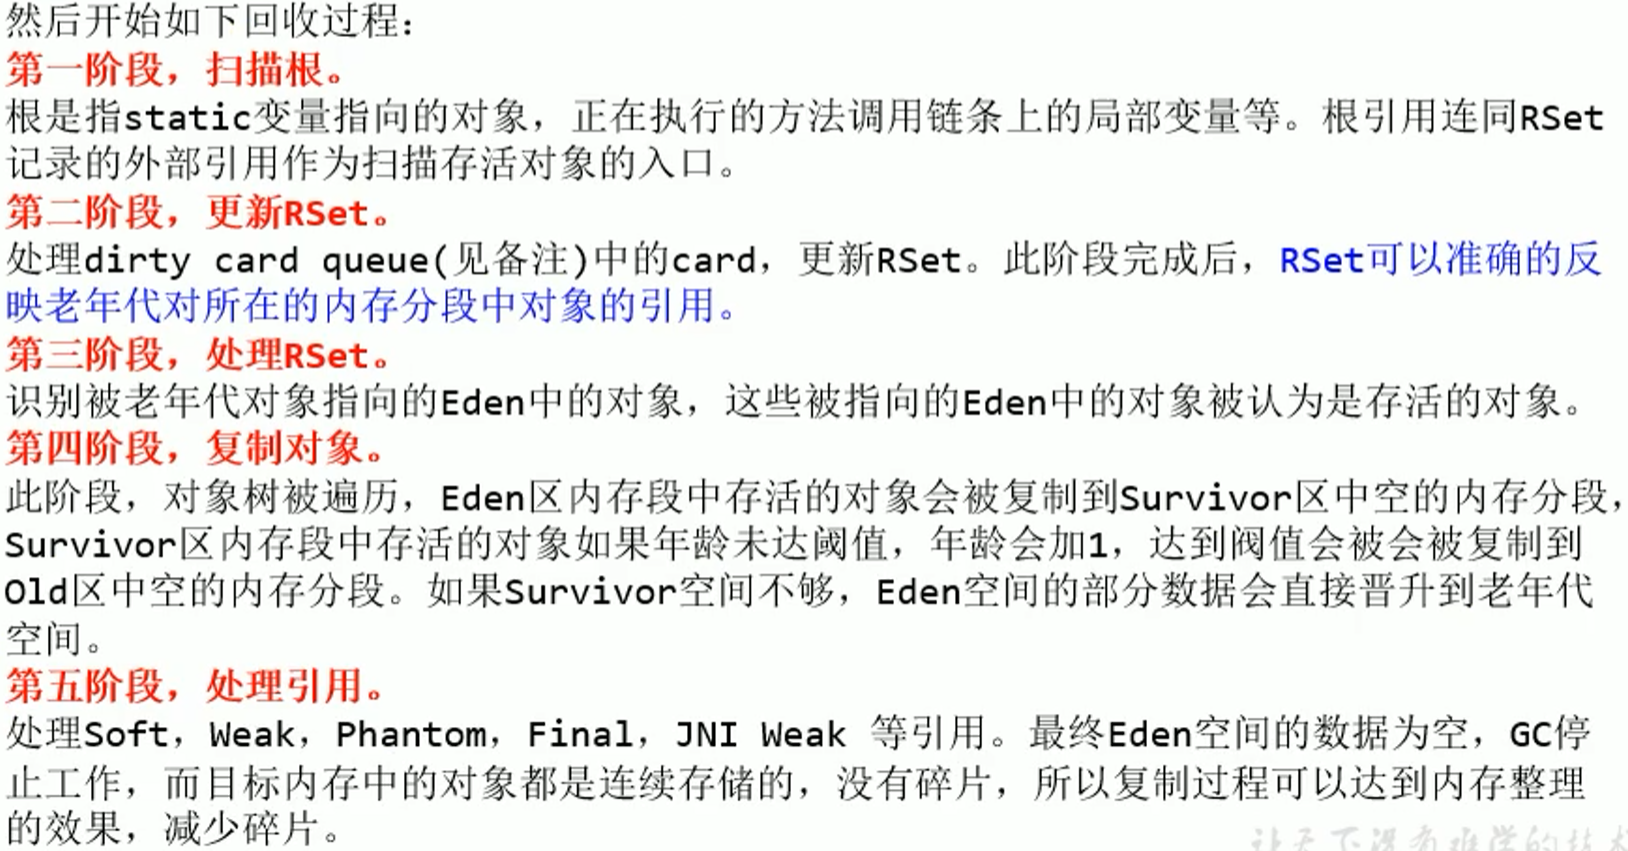 然后开始如下回收过程：
第一阶段，扫描根。
根是指static变量指向的对象，正在执行的方法调用链条上的局部变量等。根引用连同RSet
记录的外部引用作为扫描存活对象的入口。
第二阶段，更新RSet。
处理dirty card queue(见备注)中的card，更新RSet。此阶段完成后，RSet可以准确的反
映老年代对所在的内存分段中对象的引用。
第三阶段，处理RSet。
识别被老年代对象指向的Eden中的对象，这些被指向的Eden中的对象被认为是存活的对象。
第四阶段，复制对象。
此阶段，对象树被遍历，Eden区内存段中存活的对象会被复制到Survivor区中空的内存分段，
Survivor区内存段中存活的对象如果年龄未达阈值，年龄会加1，达到阀值会被会被复制到
Old区中空的内存分段。如果Survivor空间不够，Eden空间的部分数据会直接晋升到老年代
空间。
第五阶段，处理引用。
处理Soft，Weak，Phantom，Final，JNI Weak 等引用。最终Eden空间的数据为空，GC停
止工作，而目标内存中的对象都是连续存储的，没有碎片，所以复制过程可以达到内存整理
的效果，减少碎片。
让天下没有难学的技术